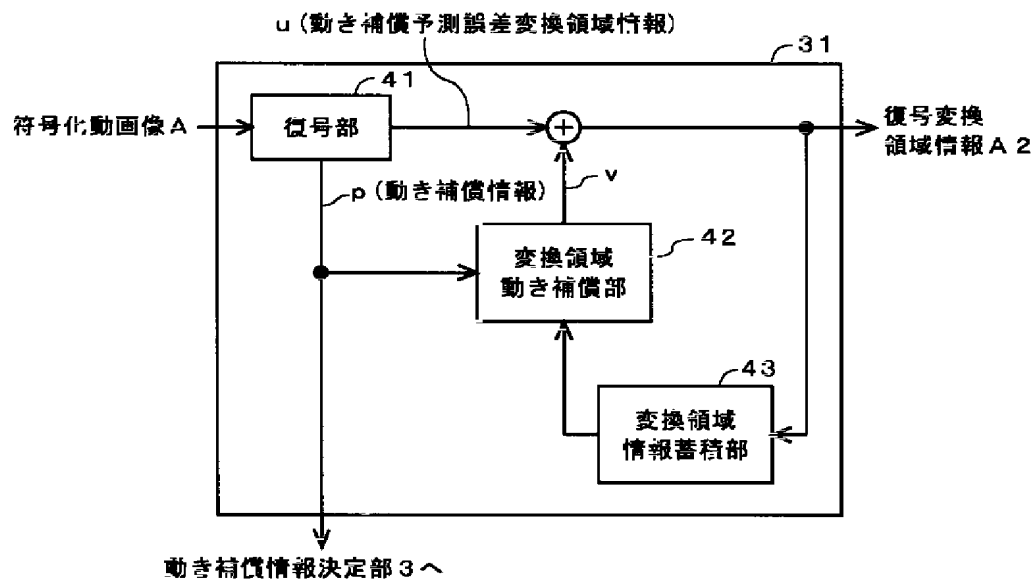 u (動き補償予測誤差変換領域情報)
31
41
符号化動画像A
復号部
+
復号変換
領域情報A2
p (動き補償情報)
v
42
変換領域
動き補償部
43
変換領域
情報蓄積部
動き補償情報決定部3へ